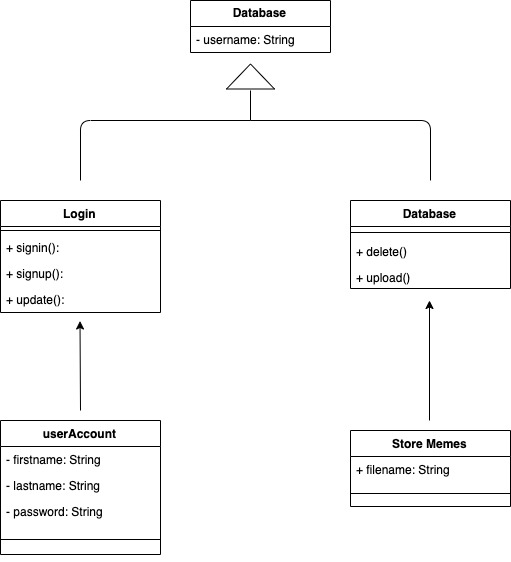 Database
- username: String
Login
+ signin():
+ signup():
+ update():
Database
+ delete()
+ upload()
userAccount
- firstname: String
- lastname: String
- password: String
Store Memes
+ filename: String